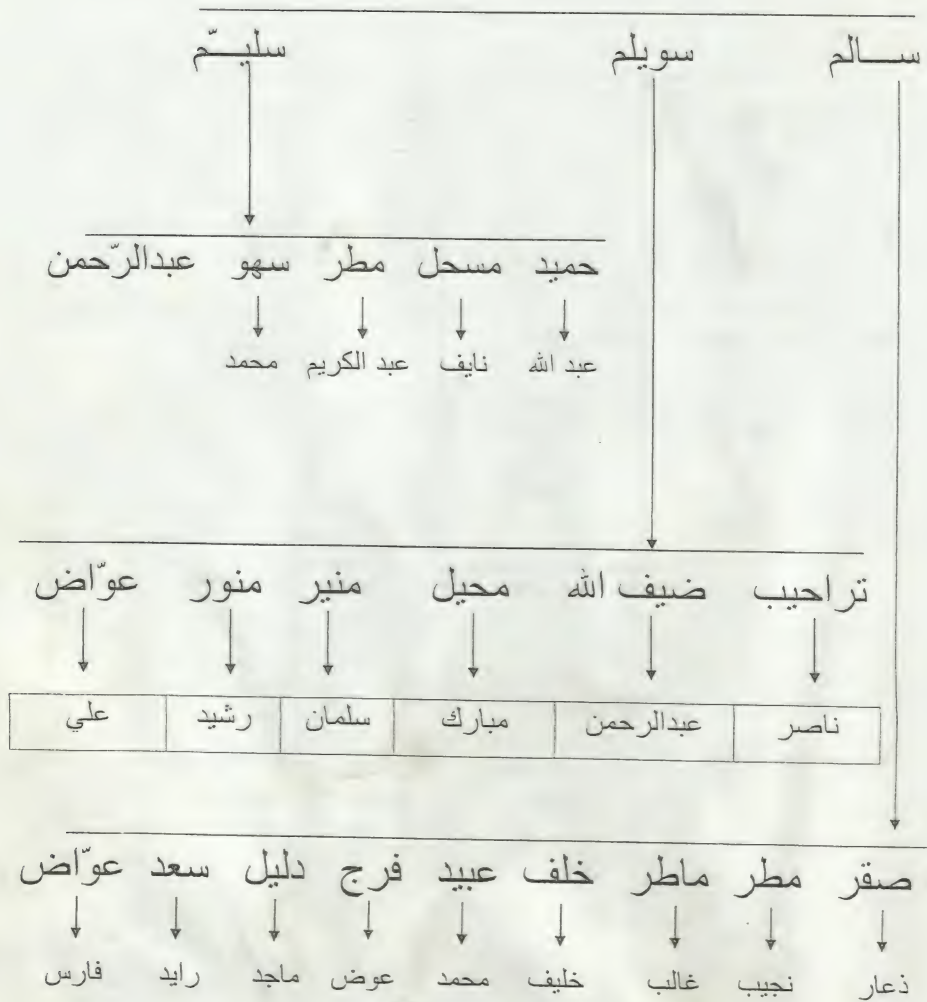 سـالم سويلم سليـّم
حميد مسحل مطر سهو عبدالرّحمن
عبد الله نايف عبد الكريم محمد
تراحيب ضيف الله محيل منير منور عوّاض
ناصر عبدالرحمن مبارك سلمان رشيد علي
صقر مطر ماطر خلف عبيد فرج دليل سعد عوّاض
ذعار نجيب غالب خليف محمد عوض ماجد رايد فارس